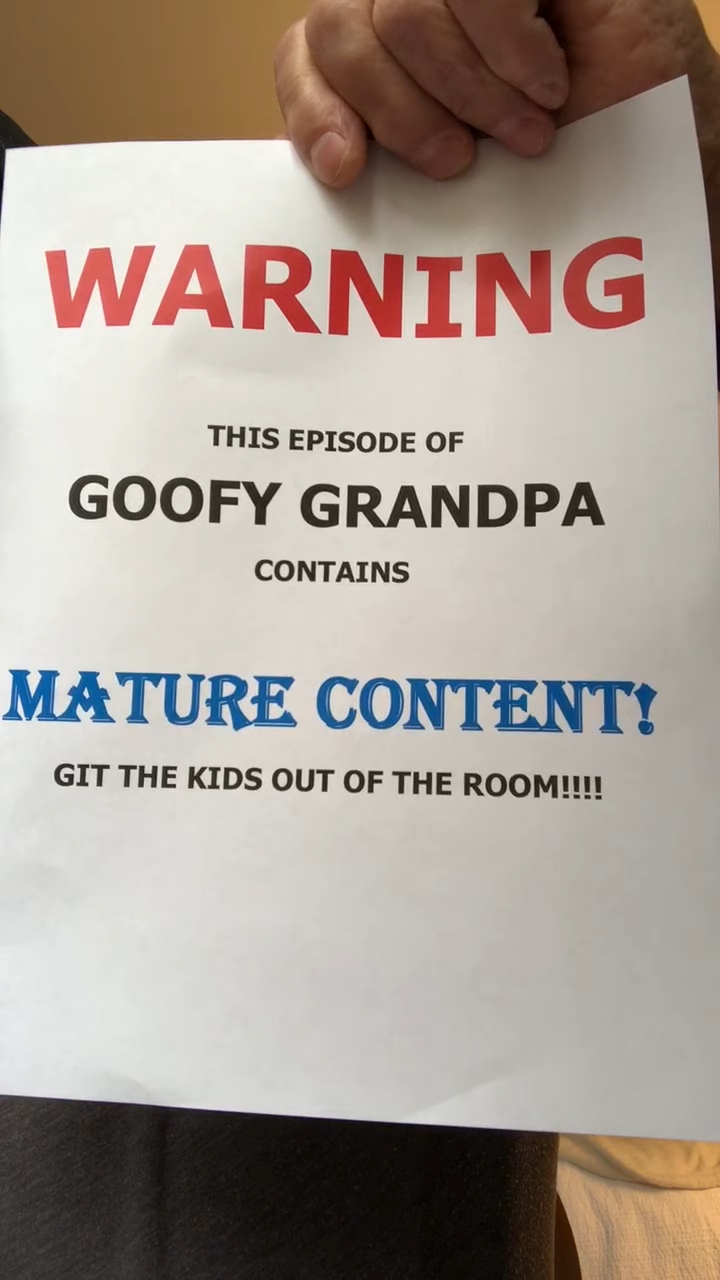 WARNING
THIS EPISODE OF
GOOFY GRANDPA
CONTAINS
MATURE CONTENT!
GIT THE KIDS OUT OF THE ROOM!!!!